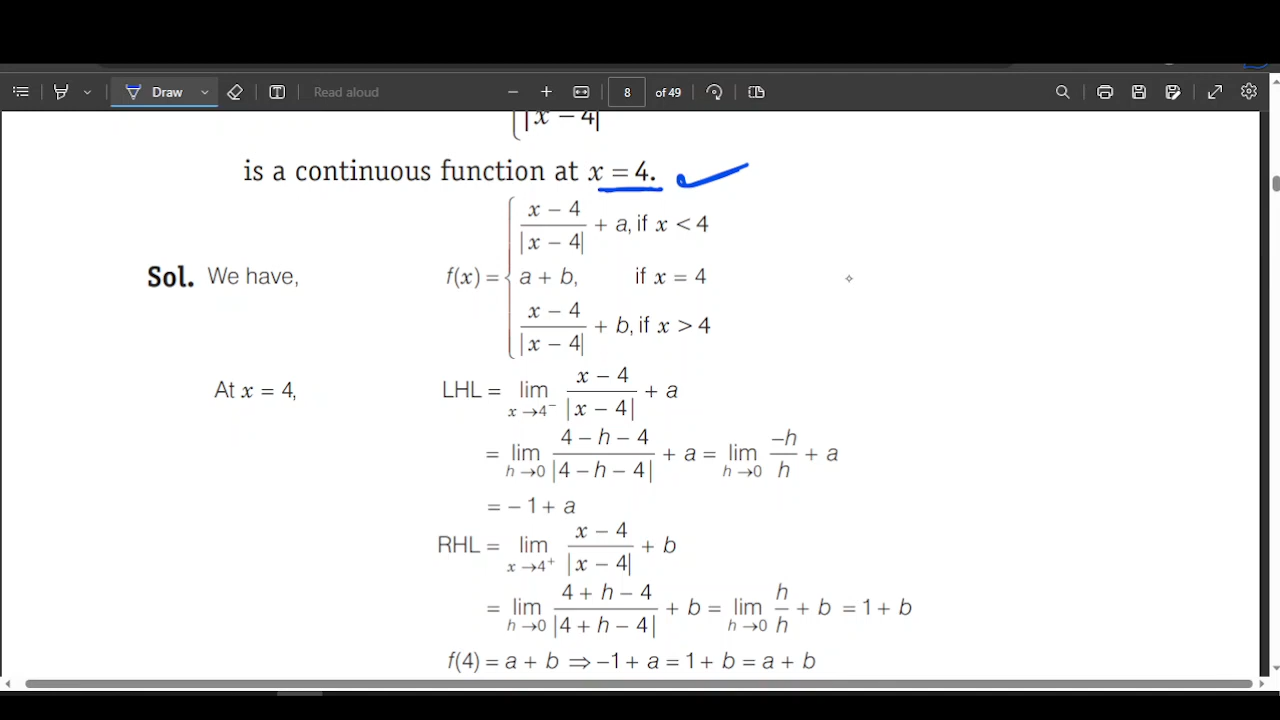 Draw
Read aloud
8 of 49
|x − 4|
is a continuous function at x = 4.
x − 4
|x − 4| + a, if x < 4
Sol. We have, f(x) = a + b, if x = 4
x − 4
|x − 4| + b, if x > 4
At x = 4, LHL = lim x→4⁻ (x − 4)/|x − 4| + a
= lim h→0 (4 − h − 4)/|4 − h − 4| + a = lim h→0 −h/h + a
= − 1 + a
RHL = lim x→4⁺ (x − 4)/|x − 4| + b
= lim h→0 (4 + h − 4)/|4 + h − 4| + b = lim h→0 h/h + b = 1 + b
f(4) = a + b ⇒ −1 + a = 1 + b = a + b